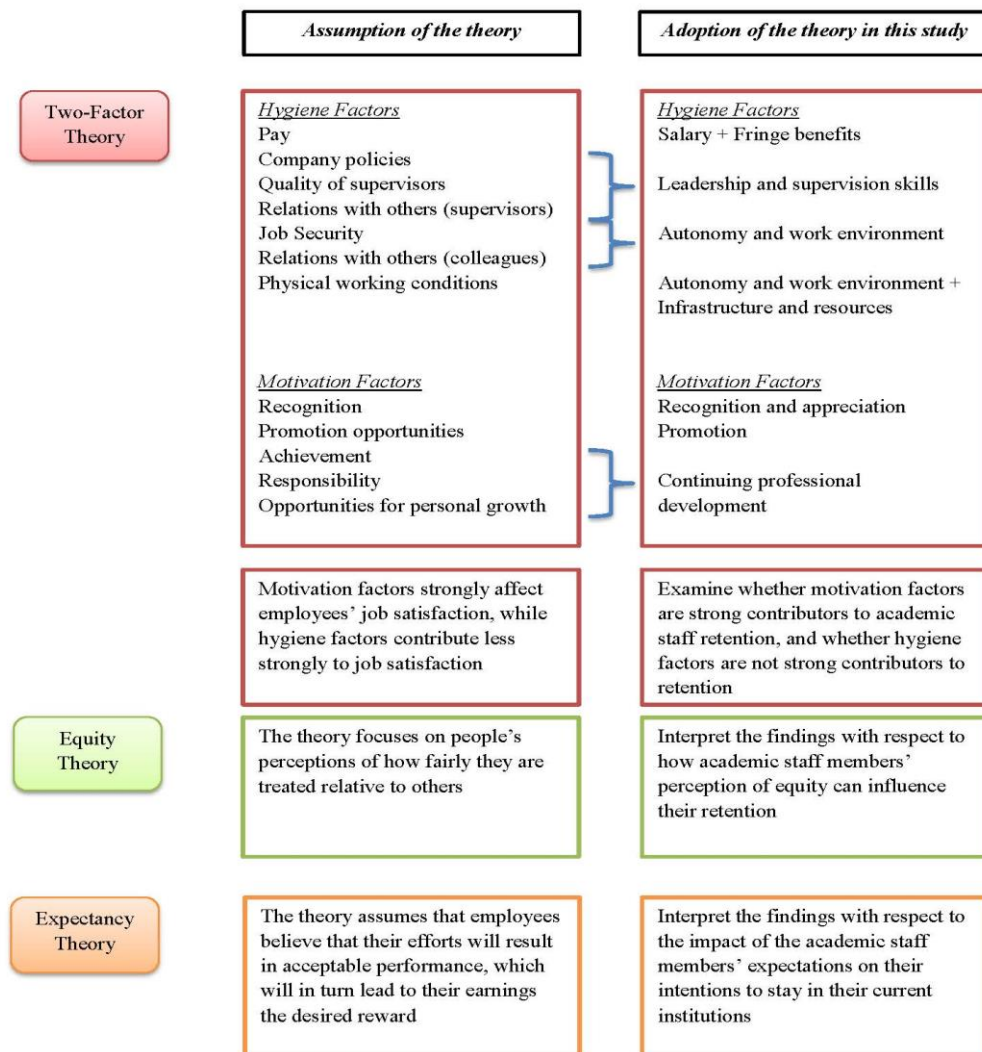 Assumption of the theory
Adoption of the theory in this study
Two-Factor
Theory
Hygiene Factors
Pay
Company policies
Quality of supervisors
Relations with others (supervisors)
Job Security
Relations with others (colleagues)
Physical working conditions
Motivation Factors
Recognition
Promotion opportunities
Achievement
Responsibility
Opportunities for personal growth
Hygiene Factors
Salary + Fringe benefits
Leadership and supervision skills
Autonomy and work environment
Autonomy and work environment +
Infrastructure and resources
Motivation Factors
Recognition and appreciation
Promotion
Continuing professional
development
Motivation factors strongly affect
employees’ job satisfaction, while
hygiene factors contribute less
strongly to job satisfaction
Examine whether motivation factors
are strong contributors to academic
staff retention, and whether hygiene
factors are not strong contributors to
retention
Equity
Theory
The theory focuses on people’s
perceptions of how fairly they are
treated relative to others
Interpret the findings with respect to
how academic staff members’
perception of equity can influence
their retention
Expectancy
Theory
The theory assumes that employees
believe that their efforts will result
in acceptable performance, which
will in turn lead to their earnings
the desired reward
Interpret the findings with respect to
the impact of the academic staff
members’ expectations on their
intentions to stay in their current
institutions